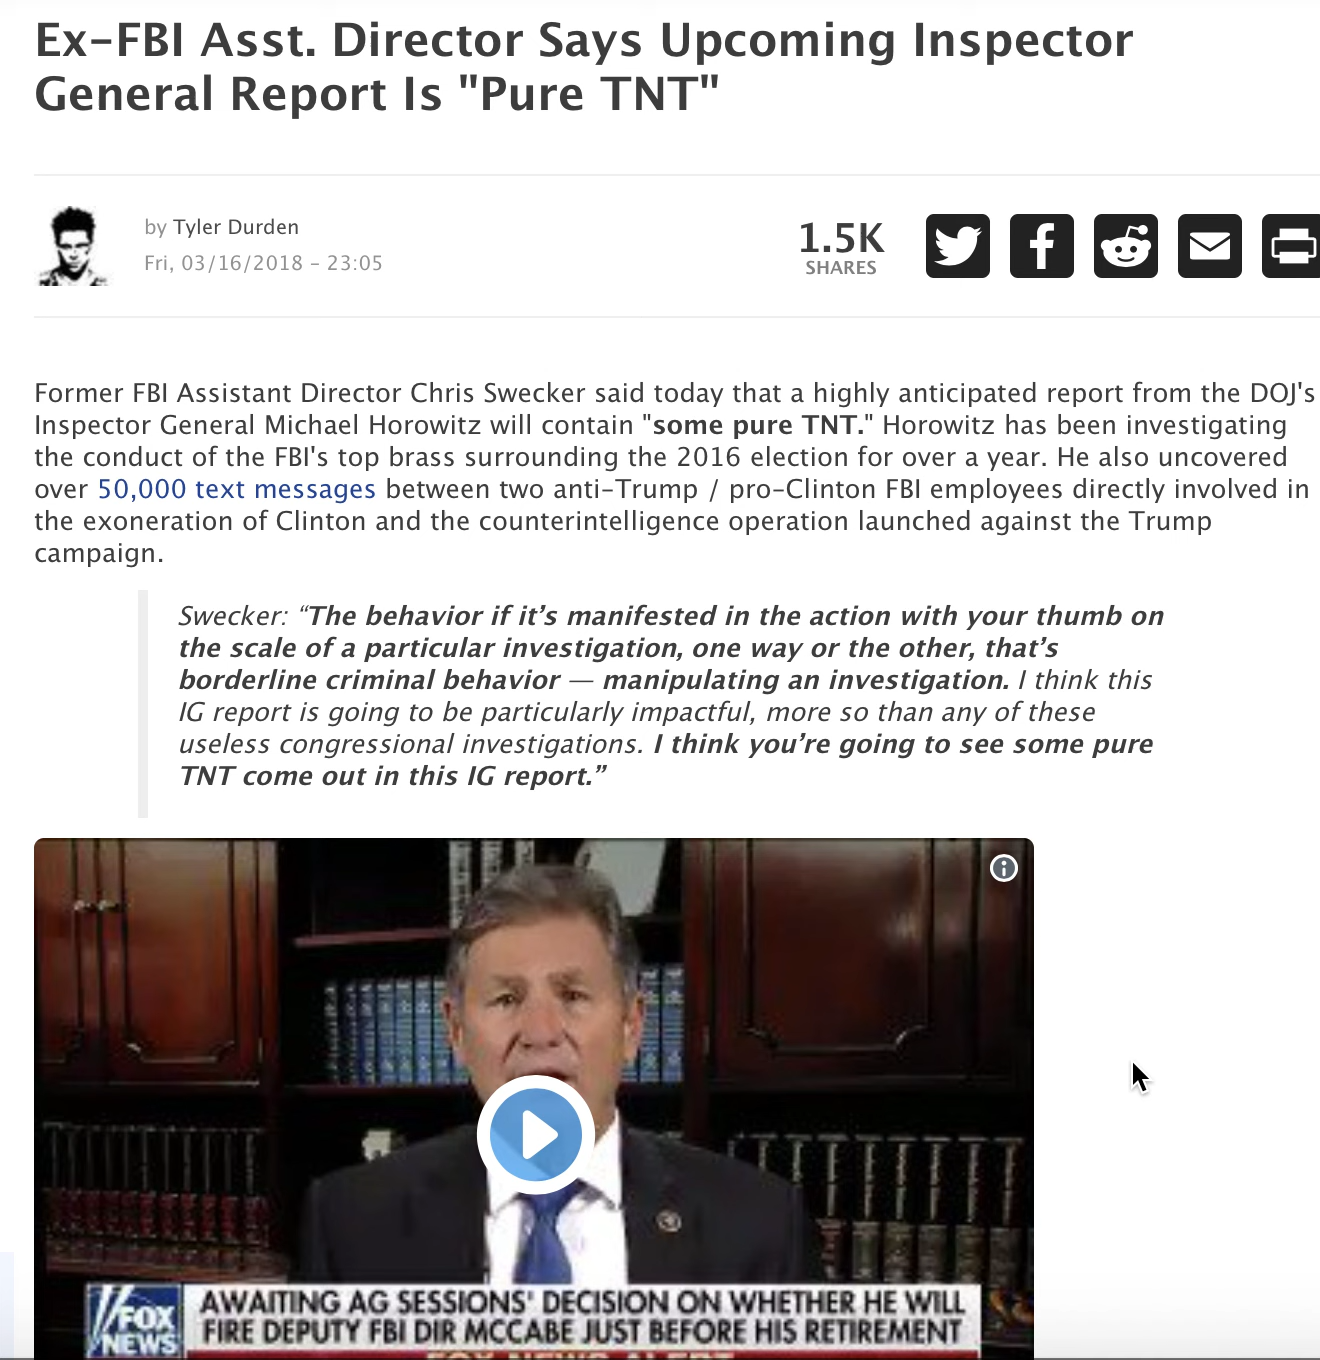 Ex-FBI Asst. Director Says Upcoming Inspector
General Report Is "Pure TNT"
by Tyler Durden
Fri, 03/16/2018 - 23:05
1.5K
SHARES
Former FBI Assistant Director Chris Swecker said today that a highly anticipated report from the DOJ's
Inspector General Michael Horowitz will contain "some pure TNT." Horowitz has been investigating
the conduct of the FBI's top brass surrounding the 2016 election for over a year. He also uncovered
over 50,000 text messages between two anti-Trump / pro-Clinton FBI employees directly involved in
the exoneration of Clinton and the counterintelligence operation launched against the Trump
campaign.
Swecker: “The behavior if it’s manifested in the action with your thumb on
the scale of a particular investigation, one way or the other, that’s
borderline criminal behavior — manipulating an investigation. I think this
IG report is going to be particularly impactful, more so than any of these
useless congressional investigations. I think you’re going to see some pure
TNT come out in this IG report.”
FOX
NEWS
AWAITING AG SESSIONS' DECISION ON WHETHER HE WILL
FIRE DEPUTY FBI DIR MCCABE JUST BEFORE HIS RETIREMENT
FOX NEWS ALERT